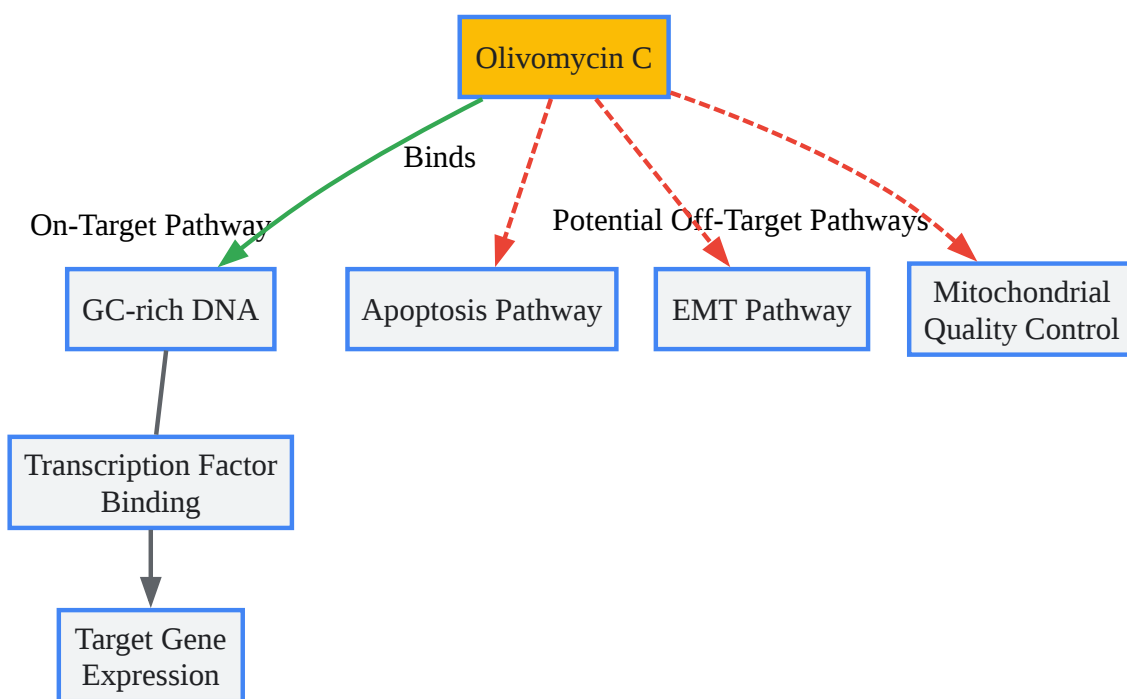 Olivomycin C
Binds
On-Target Pathway
Potential Off-Target Pathways
GC-rich DNA
Apoptosis Pathway
EMT Pathway
Mitochondrial
Quality Control
Transcription Factor
Binding
Target Gene
Expression